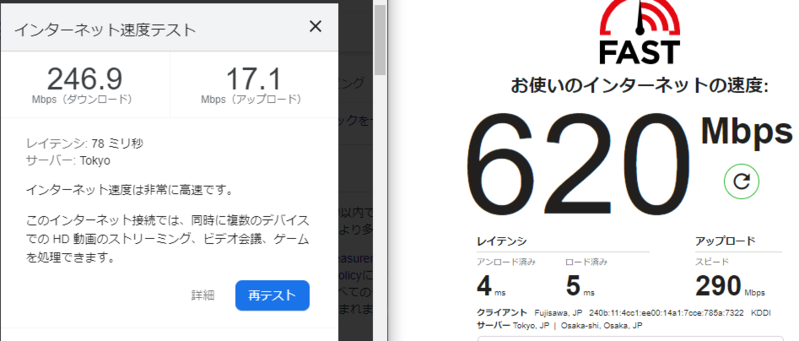 インターネット速度テスト
246.9
Mbps（ダウンロード）
17.1
Mbps（アップロード）
レイテンシ: 78 ミリ秒
サーバー: Tokyo
インターネット速度は非常に高速です。
このインターネット接続では、同時に複数のデバイス
での HD 動画のストリーミング、ビデオ会議、ゲーム
を処理できます。
詳細
再テスト
FAST
お使いのインターネットの速度:
620 Mbps
レイテンシ
アンロード済み
ロード済み
4 ms
5 ms
アップロード
スピード
290 Mbps
クライアント Fujisawa, JP 240b:11:4cc1:ee00:14a1:7cce:785a:7322 KDDI
サーバー Tokyo, JP | Osaka-shi, Osaka, JP